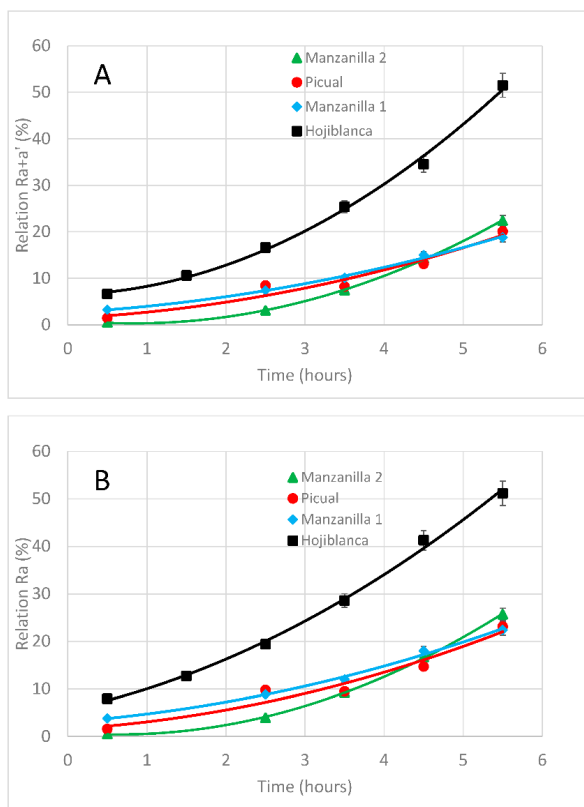 A
Manzanilla 2
Picual
Manzanilla 1
Hojiblanca
Relation Ra+a' (%)
60
50
40
30
20
10
0
0 1 2 3 4 5 6
Time (hours)
B
Manzanilla 2
Picual
Manzanilla 1
Hojiblanca
Relation Ra (%)
60
50
40
30
20
10
0
0 1 2 3 4 5 6
Time (hours)